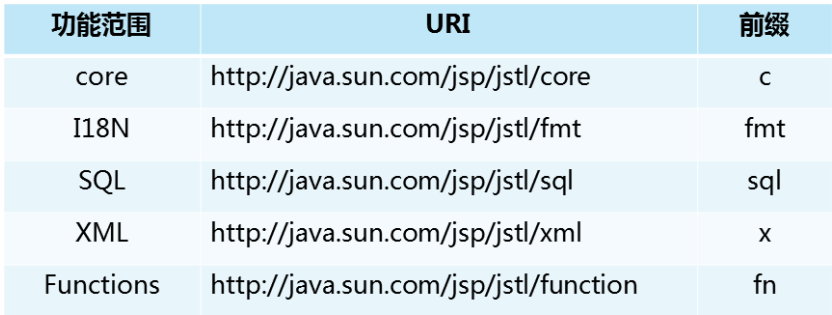 功能范围 URI 前缀
core http://java.sun.com/jsp/jstl/core c
I18N http://java.sun.com/jsp/jstl/fmt fmt
SQL http://java.sun.com/jsp/jstl/sql sql
XML http://java.sun.com/jsp/jstl/xml x
Functions http://java.sun.com/jsp/jstl/function fn